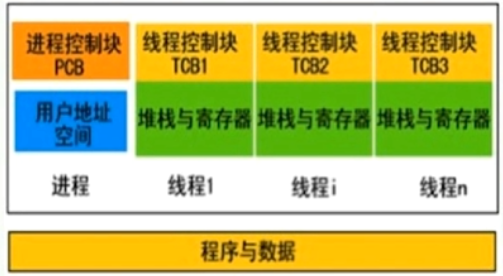 进程控制块
PCB
线程控制块
TCB1
线程控制块
TCB2
线程控制块
TCB3
用户地址
空间
堆栈与寄存器
堆栈与寄存器
堆栈与寄存器
进程
线程1
线程i
线程n
程序与数据